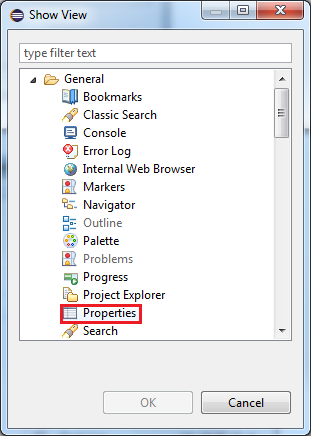 Show View
type filter text
General
Bookmarks
Classic Search
Console
Error Log
Internal Web Browser
Markers
Navigator
Outline
Palette
Problems
Progress
Project Explorer
Properties
Search
OK Cancel